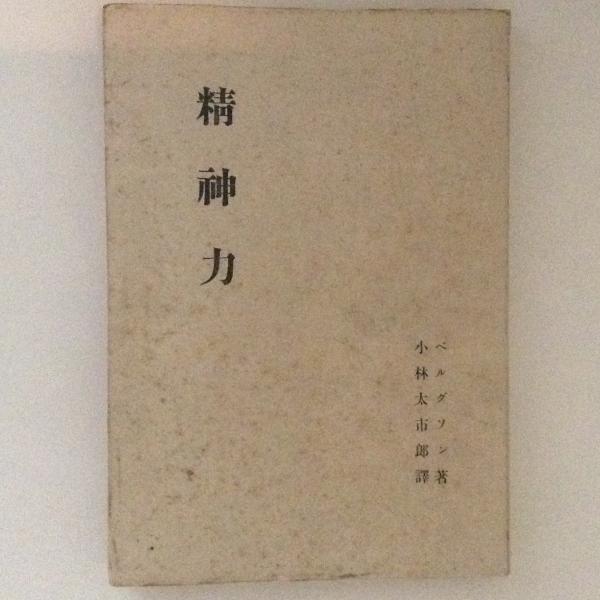 精神力
ベルグソン著
小林太市郎譯